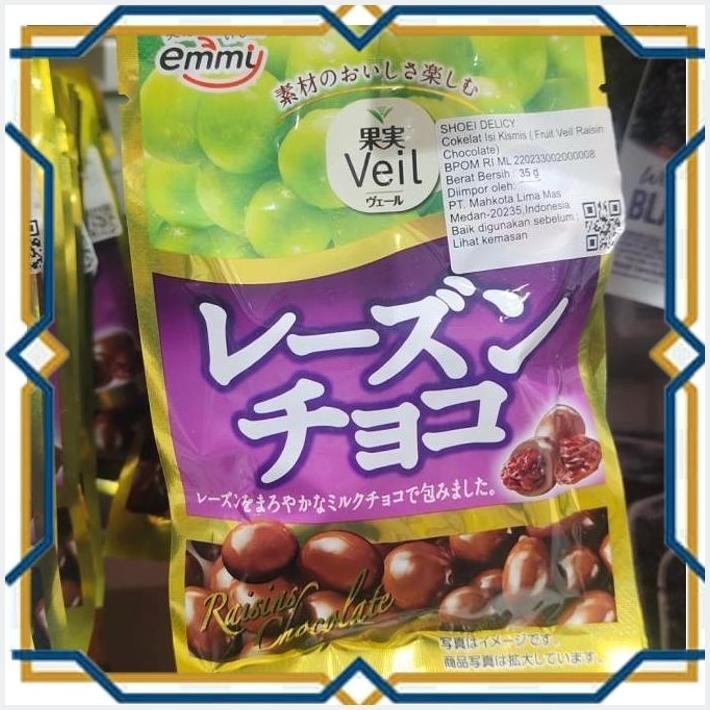 emmy
素材のおいしさ楽しむ
果実
Veil
ヴェール
SHOEI DELICY
Cokelat Isi Kismis ( Fruit Veil Raisin
Chocolate)
BPOM RI ML 220233002000008
Berat Bersih : 35 g
Diimpor oleh:
PT. Mahkota Lima Mas
Medan-20235,Indonesia
Baik digunakan sebelum :
Lihat kemasan
レーズン
チョコ
レーズンをまろやかなミルクチョコで包みました。
Raisins
Chocolate
写真はイメージです。
商品写真は拡大しています。